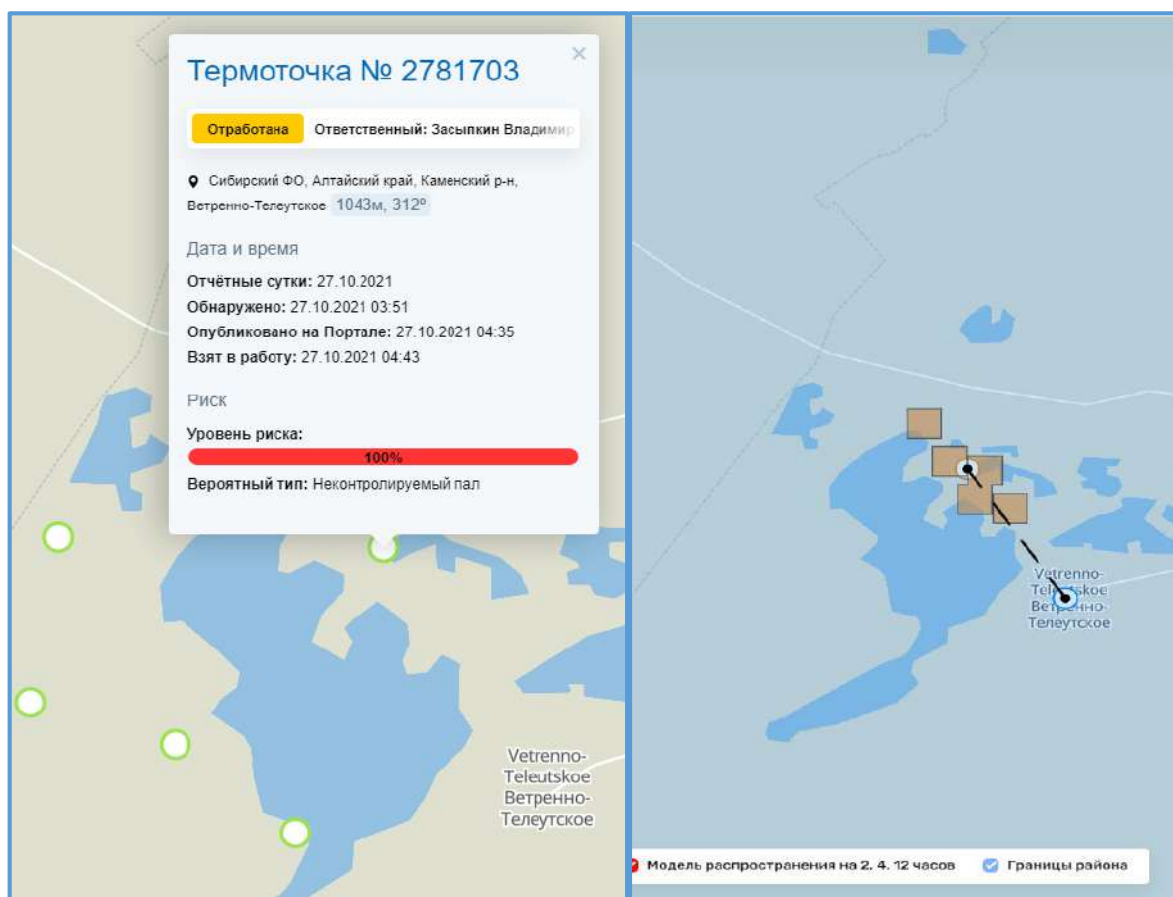 Термоточка № 2781703
Отработана Ответственный: Засыпкин Владимир
Сибирский ФО, Алтайский край, Каменский р-н,
Ветренно-Телеутское 1043м, 312º
Дата и время
Отчётные сутки: 27.10.2021
Обнаружено: 27.10.2021 03:51
Опубликовано на Портале: 27.10.2021 04:35
Взят в работу: 27.10.2021 04:43
Риск
Уровень риска:
100%
Вероятный тип: Неконтролируемый пал
Vetrenno-
Teleutskoe
Ветренно-
Телеутское
Vetrenno-
Teleutskoe
Ветренно-
Телеутское
Модель распространения на 2, 4, 12 часов Границы района